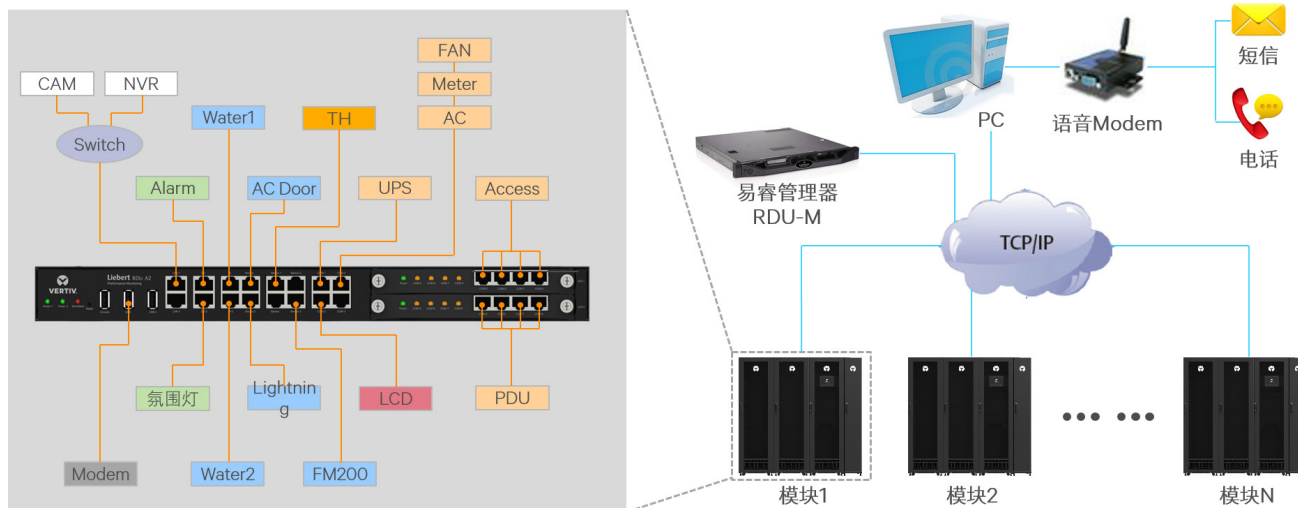 FAN
CAM
NVR
Meter
Water1
TH
AC
Switch
Alarm
AC Door
UPS
Access
VERTIV.
Liebert RDU-A2
氛围灯
Lightnin
g
LCD
PDU
Modem
Water2
FM200
短信
PC
语音Modem
电话
易睿管理器
RDU-M
TCP/IP
模块1
模块2
模块N